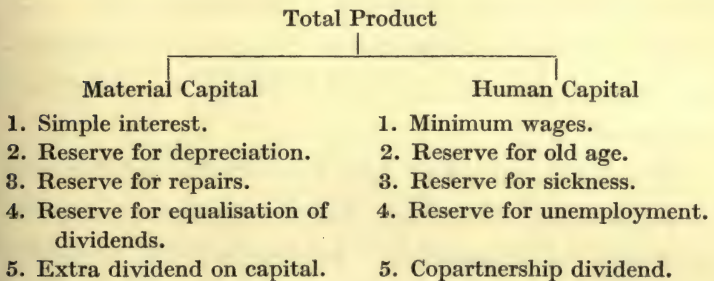 Total Product
Material Capital Human Capital
1. Simple interest. 1. Minimum wages.
2. Reserve for depreciation. 2. Reserve for old age.
3. Reserve for repairs. 3. Reserve for sickness.
4. Reserve for equalisation of 4. Reserve for unemployment.
dividends.
5. Extra dividend on capital. 5. Copartnership dividend.